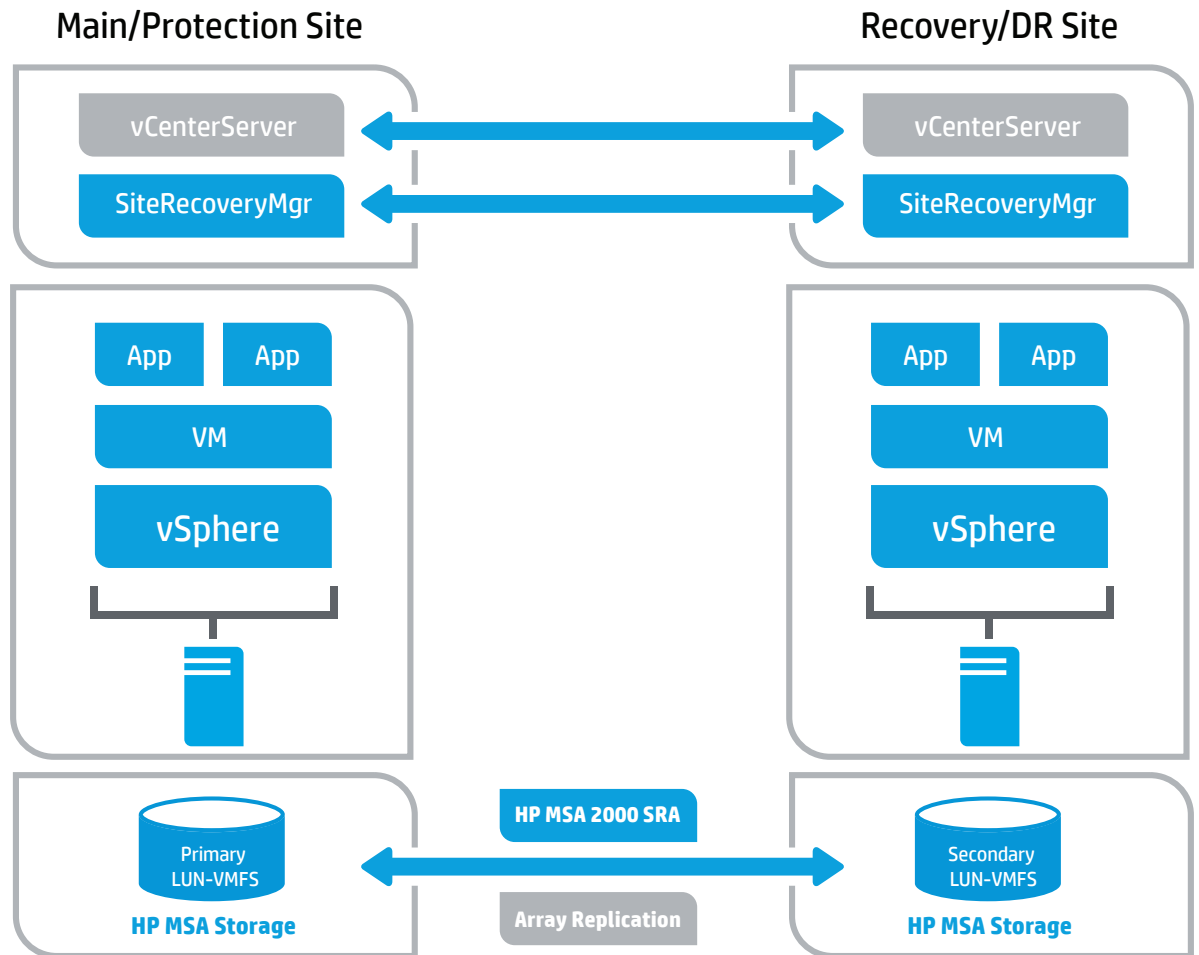 Main/Protection Site
Recovery/DR Site
vCenterServer
vCenterServer
SiteRecoveryMgr
SiteRecoveryMgr
App
App
App
App
VM
VM
vSphere
vSphere
HP MSA 2000 SRA
Primary
LUN-VMFS
Secondary
LUN-VMFS
HP MSA Storage
Array Replication
HP MSA Storage